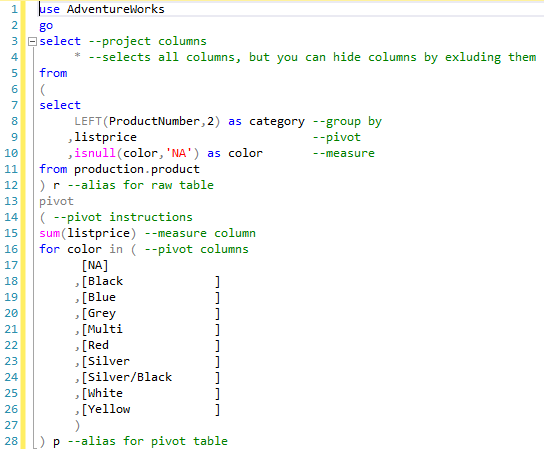 1 use AdventureWorks
2 go
3 select --project columns
4 * --selects all columns, but you can hide columns by exluding them
5 from
6 (
7 select
8 LEFT(ProductNumber,2) as category --group by
9 ,listprice --pivot
10 ,isnull(color,'NA') as color --measure
11 from production.product
12 ) r --alias for raw table
13 pivot
14 ( --pivot instructions
15 sum(listprice) --measure column
16 for color in ( --pivot columns
17 [NA]
18 ,[Black ]
19 ,[Blue ]
20 ,[Grey ]
21 ,[Multi ]
22 ,[Red ]
23 ,[Silver ]
24 ,[Silver/Black ]
25 ,[White ]
26 ,[Yellow ]
27 )
28 ) p --alias for pivot table